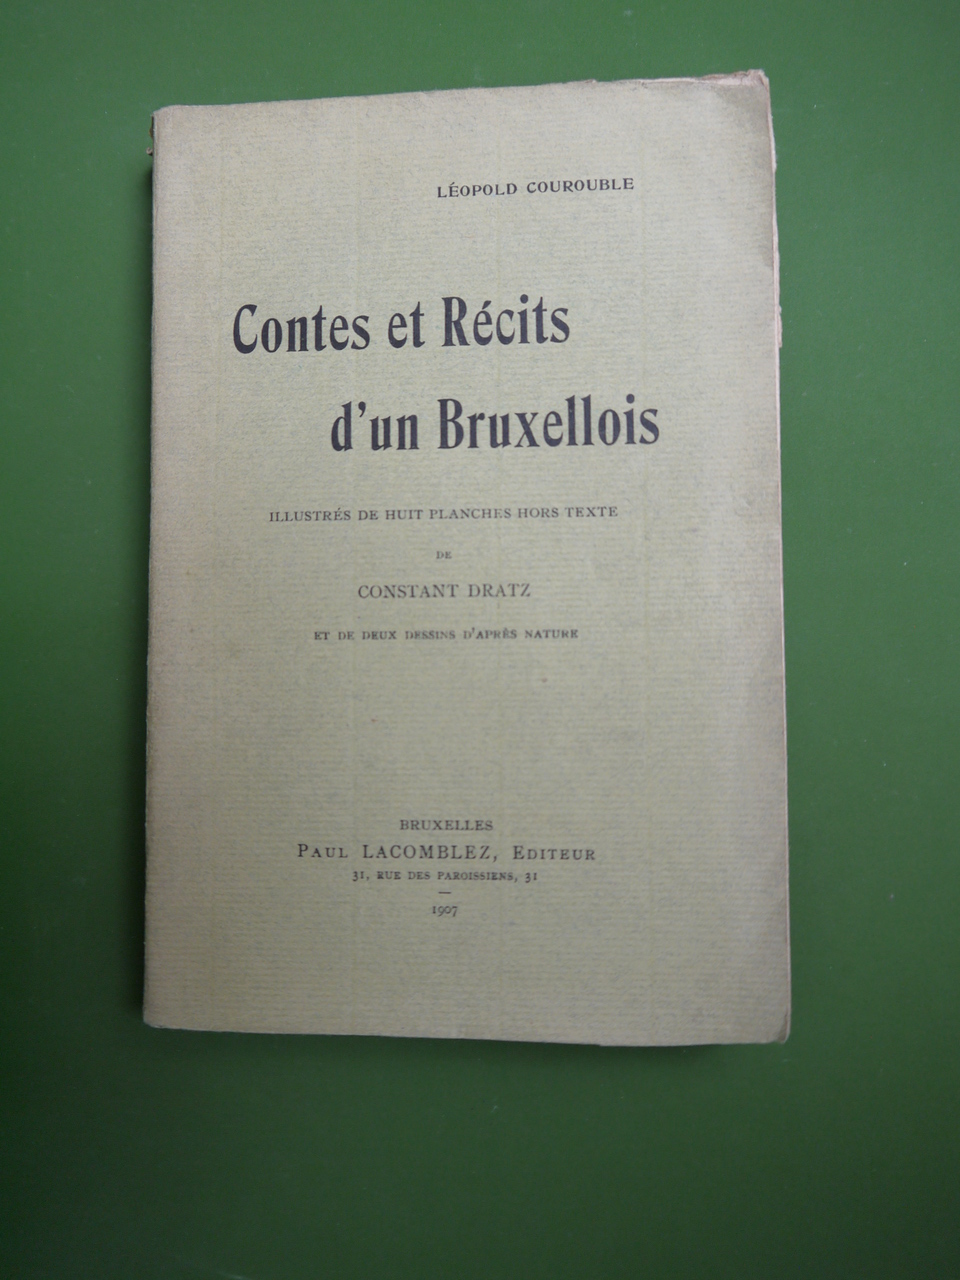 LÉOPOLD COUROUBLE
Contes et Récits
d'un Bruxellois
ILLUSTRÉS DE HUIT PLANCHES HORS TEXTE
DE
CONSTANT DRATZ
ET DE DEUX DESSINS D'APRÈS NATURE
BRUXELLES
PAUL LACOMBLEZ, EDITEUR
31, RUE DES PAROISSIENS, 31
—
1907